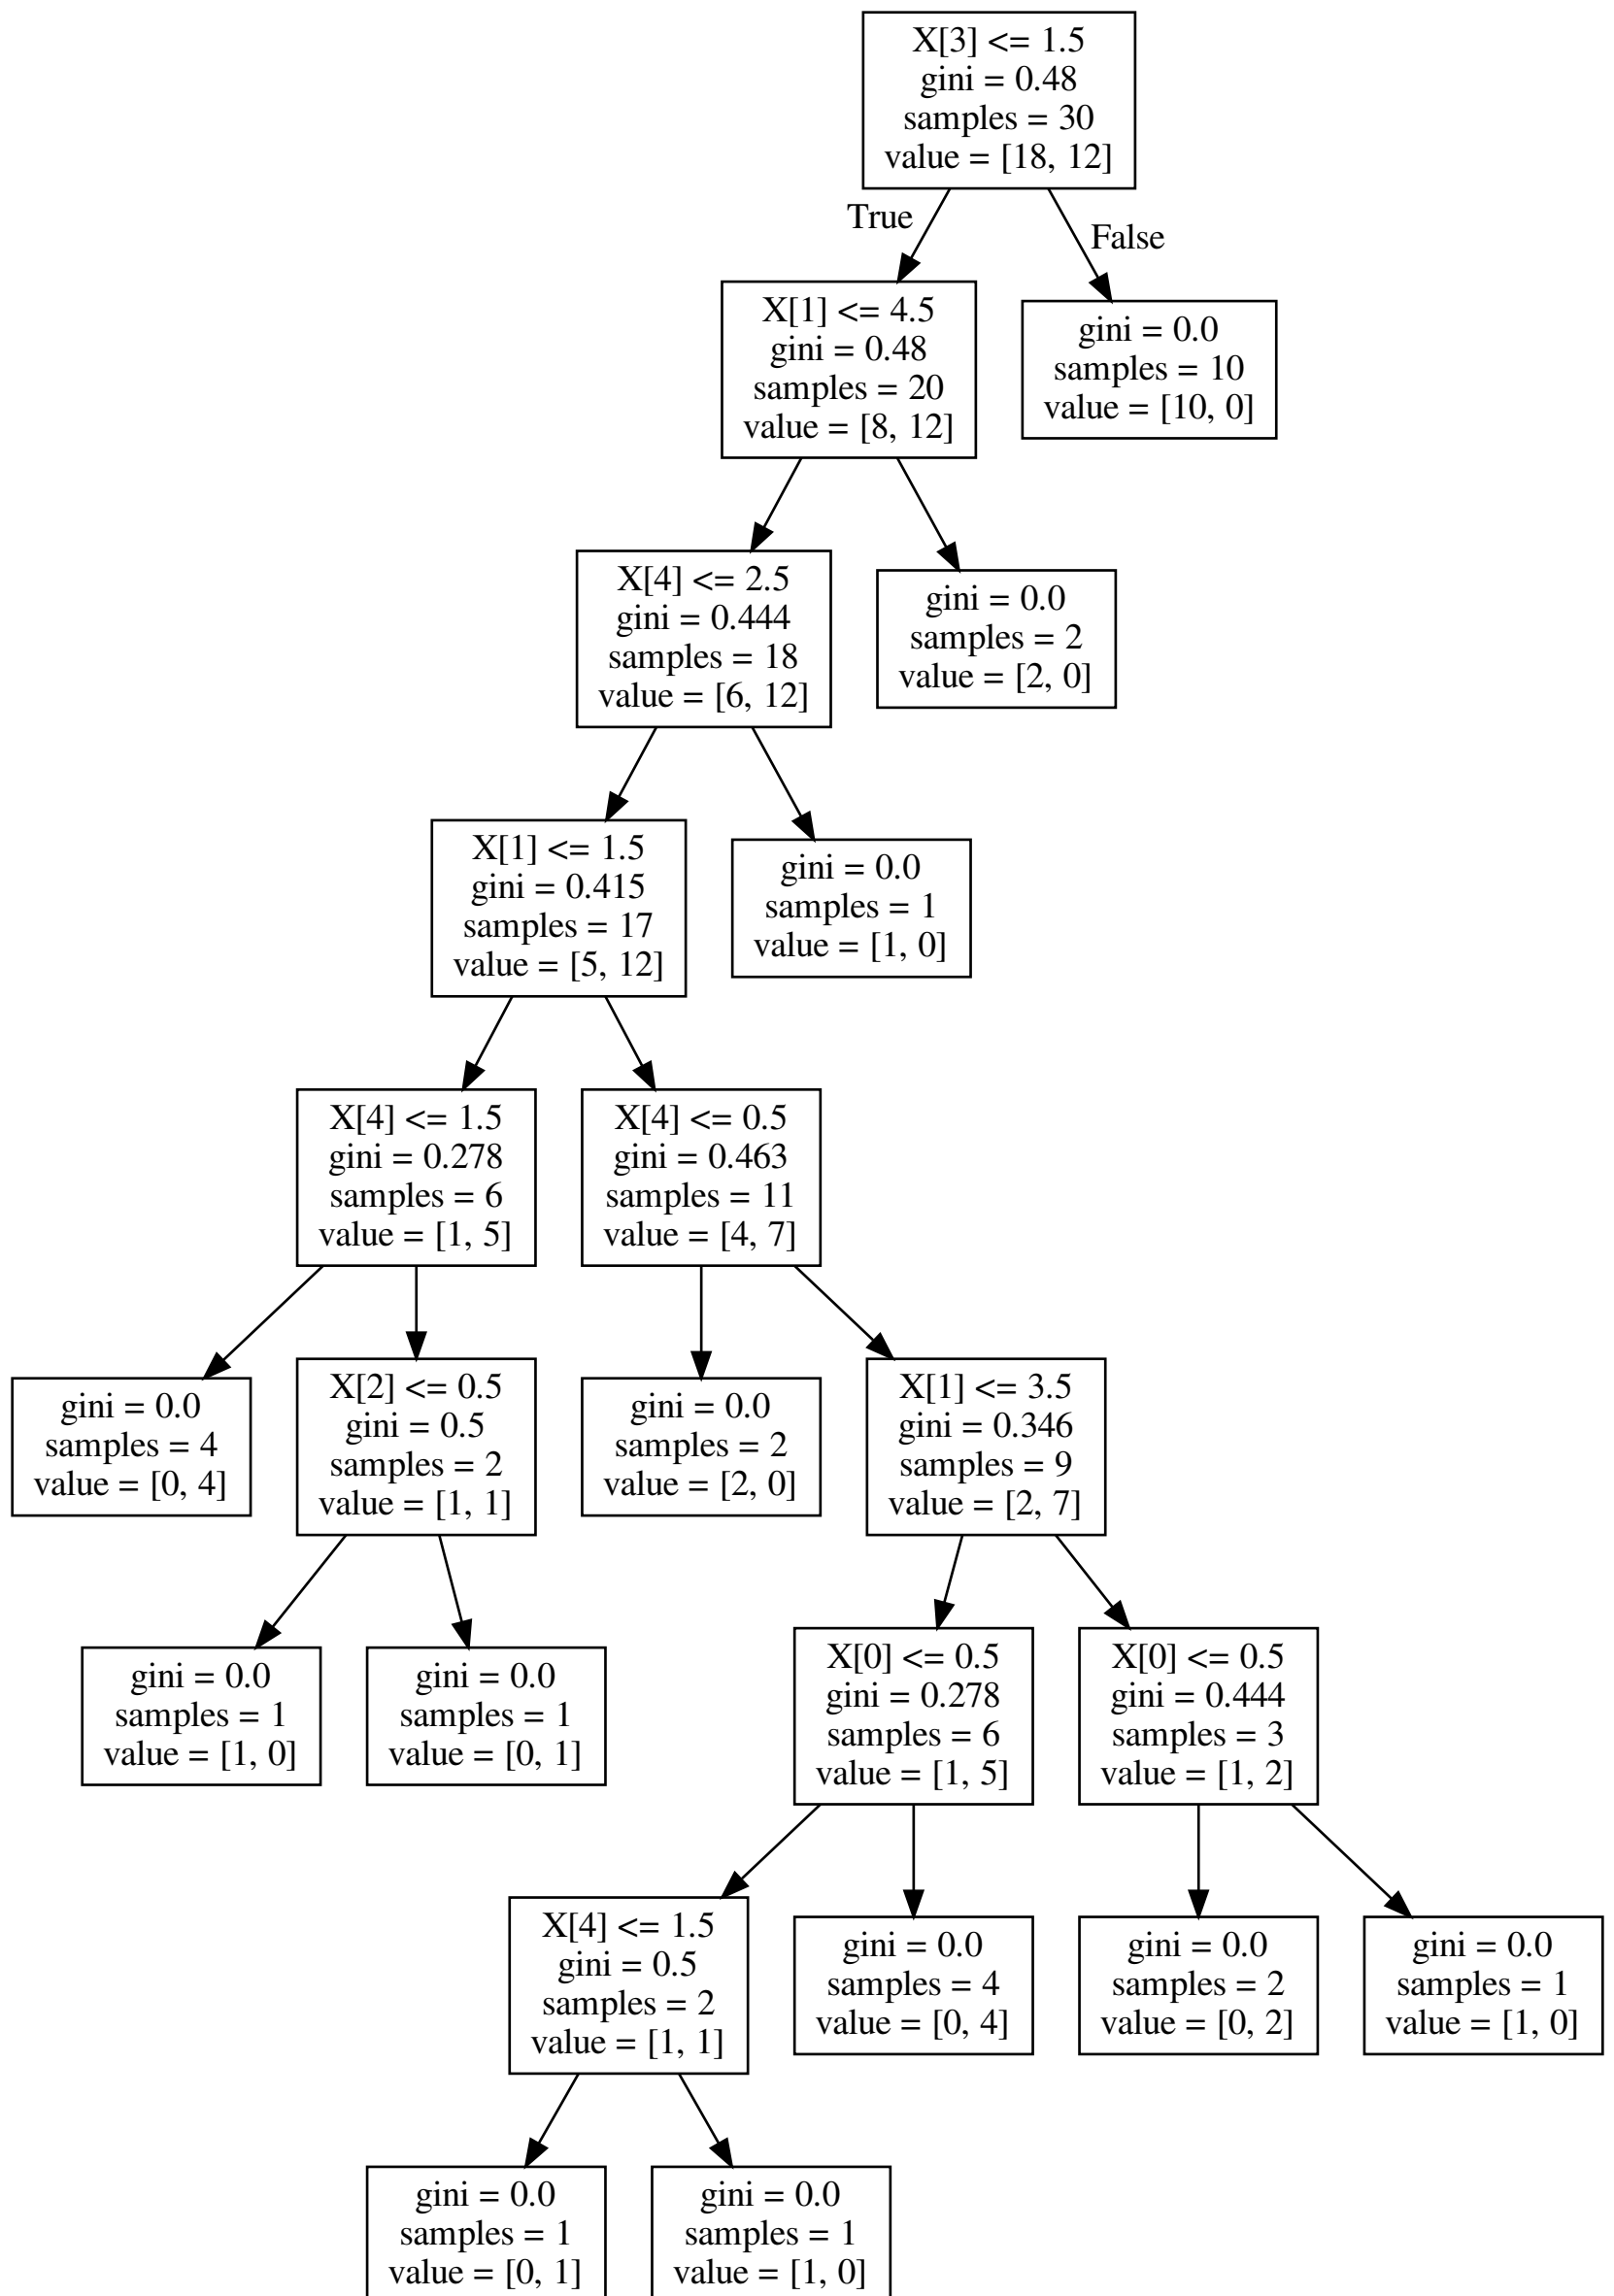 X[3] <= 1.5
gini = 0.48
samples = 30
value = [18, 12]
True
False
X[1] <= 4.5
gini = 0.48
samples = 20
value = [8, 12]
gini = 0.0
samples = 10
value = [10, 0]
X[4] <= 2.5
gini = 0.444
samples = 18
value = [6, 12]
gini = 0.0
samples = 2
value = [2, 0]
X[1] <= 1.5
gini = 0.415
samples = 17
value = [5, 12]
gini = 0.0
samples = 1
value = [1, 0]
X[4] <= 1.5
gini = 0.278
samples = 6
value = [1, 5]
X[4] <= 0.5
gini = 0.463
samples = 11
value = [4, 7]
gini = 0.0
samples = 4
value = [0, 4]
X[2] <= 0.5
gini = 0.5
samples = 2
value = [1, 1]
gini = 0.0
samples = 2
value = [2, 0]
X[1] <= 3.5
gini = 0.346
samples = 9
value = [2, 7]
gini = 0.0
samples = 1
value = [1, 0]
gini = 0.0
samples = 1
value = [0, 1]
X[0] <= 0.5
gini = 0.278
samples = 6
value = [1, 5]
X[0] <= 0.5
gini = 0.444
samples = 3
value = [1, 2]
X[4] <= 1.5
gini = 0.5
samples = 2
value = [1, 1]
gini = 0.0
samples = 4
value = [0, 4]
gini = 0.0
samples = 2
value = [0, 2]
gini = 0.0
samples = 1
value = [1, 0]
gini = 0.0
samples = 1
value = [0, 1]
gini = 0.0
samples = 1
value = [1, 0]